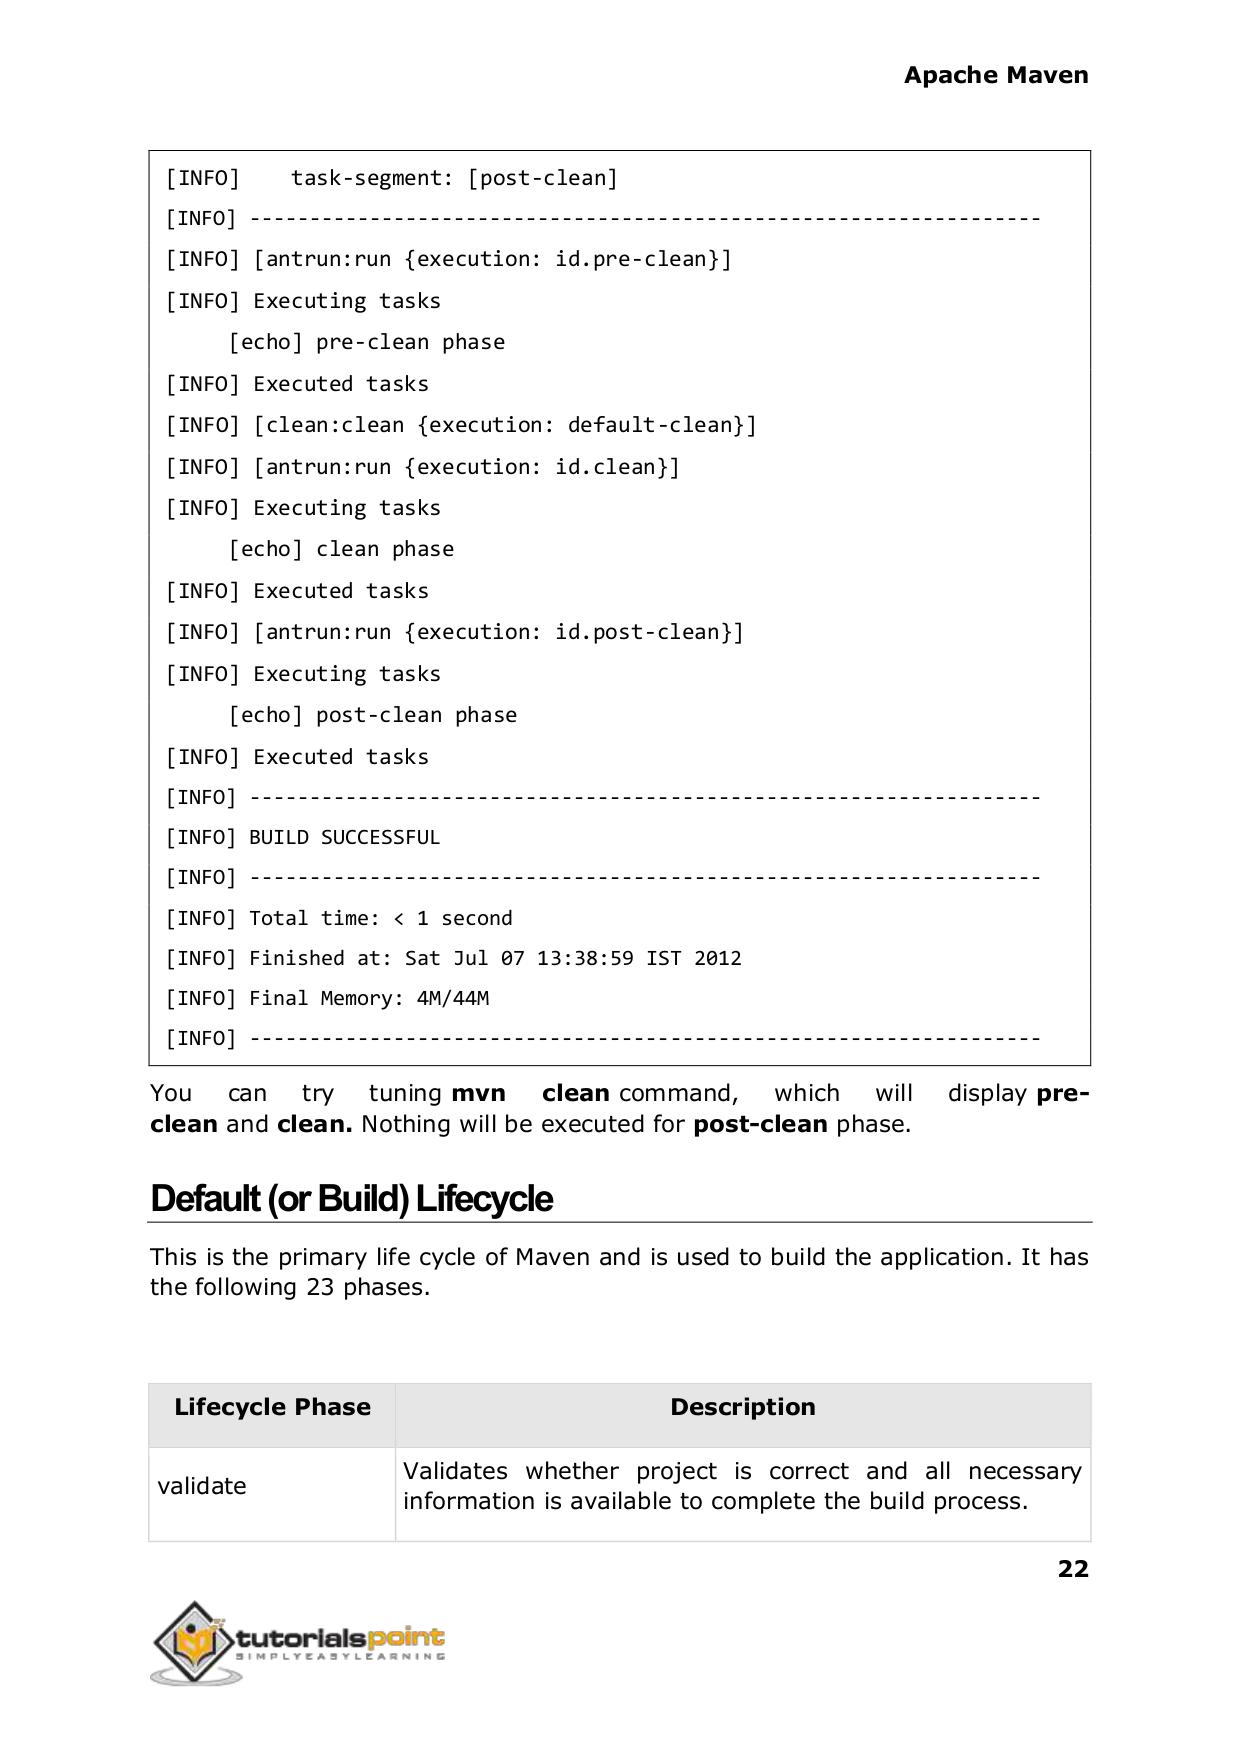 Apache Maven
[INFO]    task-segment: [post-clean]
[INFO] ------------------------------------------------------------------
[INFO] [antrun:run {execution: id.pre-clean}]
[INFO] Executing tasks
     [echo] pre-clean phase
[INFO] Executed tasks
[INFO] [clean:clean {execution: default-clean}]
[INFO] [antrun:run {execution: id.clean}]
[INFO] Executing tasks
     [echo] clean phase
[INFO] Executed tasks
[INFO] [antrun:run {execution: id.post-clean}]
[INFO] Executing tasks
     [echo] post-clean phase
[INFO] Executed tasks
[INFO] ------------------------------------------------------------------
[INFO] BUILD SUCCESSFUL
[INFO] ------------------------------------------------------------------
[INFO] Total time: < 1 second
[INFO] Finished at: Sat Jul 07 13:38:59 IST 2012
[INFO] Final Memory: 4M/44M
[INFO] ------------------------------------------------------------------
You can try tuning mvn clean command, which will display pre-
clean and clean. Nothing will be executed for post-clean phase.
Default (or Build) Lifecycle
This is the primary life cycle of Maven and is used to build the application. It has
the following 23 phases.
Lifecycle Phase Description
validate
Validates whether project is correct and all necessary
information is available to complete the build process.
22
tutorialspoint
SIMPLYEASYLEARNING